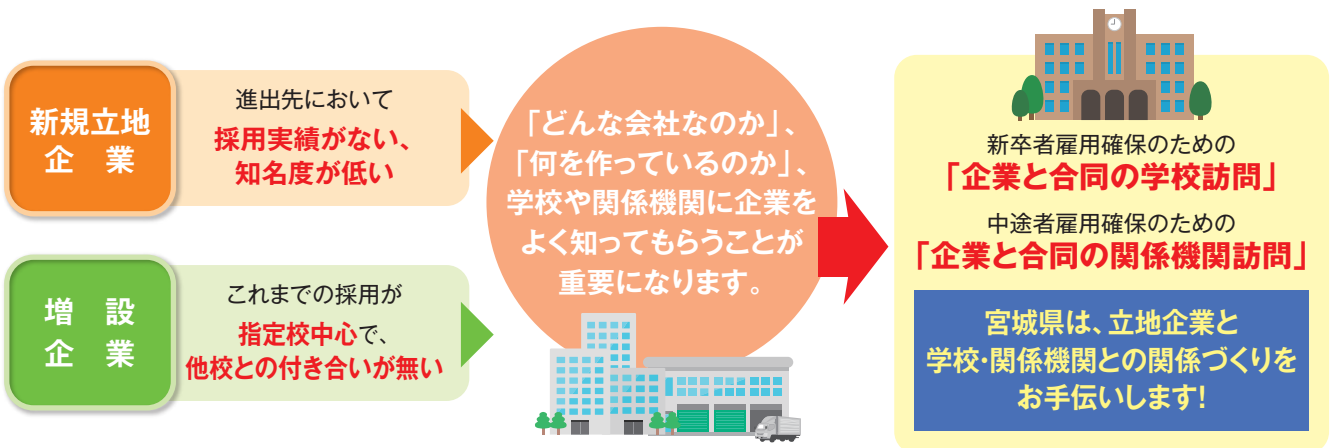 新規立地
企　業
進出先において
採用実績がない、
知名度が低い
増　設
企　業
これまでの採用が
指定校中心で、
他校との付き合いが無い
「どんな会社なのか」、
「何を作っているのか」、
学校や関係機関に企業を
よく知ってもらうことが
重要になります。
新卒者雇用確保のための
「企業と合同の学校訪問」
中途者雇用確保のための
「企業と合同の関係機関訪問」
宮城県は、立地企業と
学校・関係機関との関係づくりを
お手伝いします!